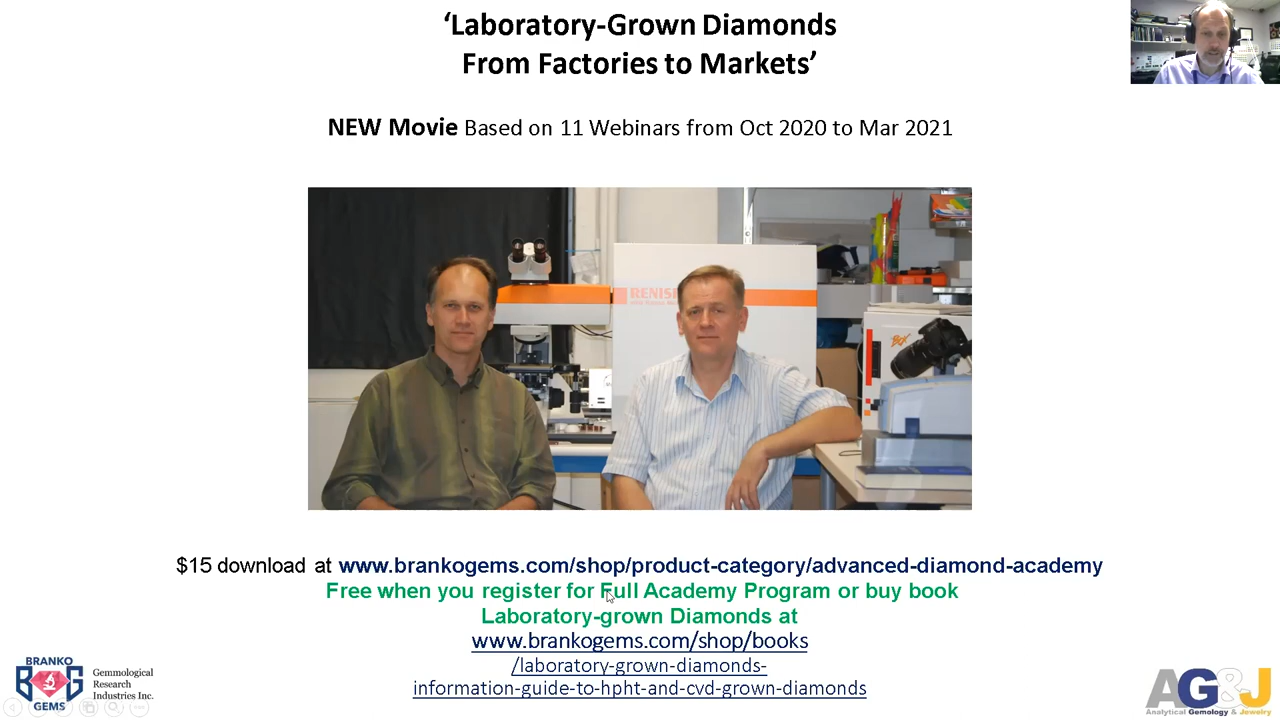 ‘Laboratory-Grown Diamonds
From Factories to Markets’
NEW Movie Based on 11 Webinars from Oct 2020 to Mar 2021
$15 download at www.brankogems.com/shop/product-category/advanced-diamond-academy
Free when you register for Full Academy Program or buy book
Laboratory-grown Diamonds at
www.brankogems.com/shop/books
/laboratory-grown-diamonds-
information-guide-to-hpht-and-cvd-grown-diamonds
BRANKO
GEMS
Gemmological
Research
Industries Inc.
AG&J
Analytical Gemology & Jewelry